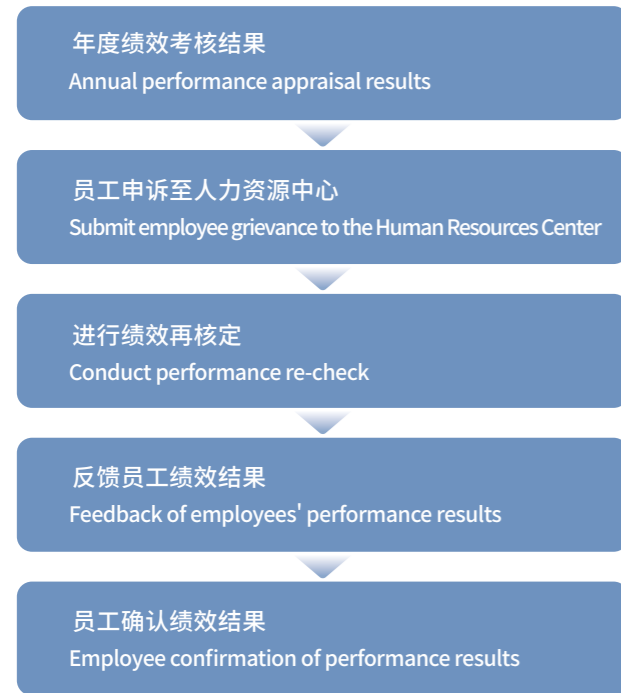 年度绩效考核结果
Annual performance appraisal results
员工申诉至人力资源中心
Submit employee grievance to the Human Resources Center
进行绩效再核定
Conduct performance re-check
反馈员工绩效结果
Feedback of employees' performance results
员工确认绩效结果
Employee confirmation of performance results